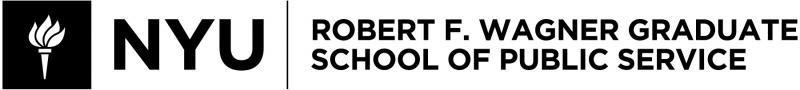 NYU
ROBERT F. WAGNER GRADUATE
SCHOOL OF PUBLIC SERVICE